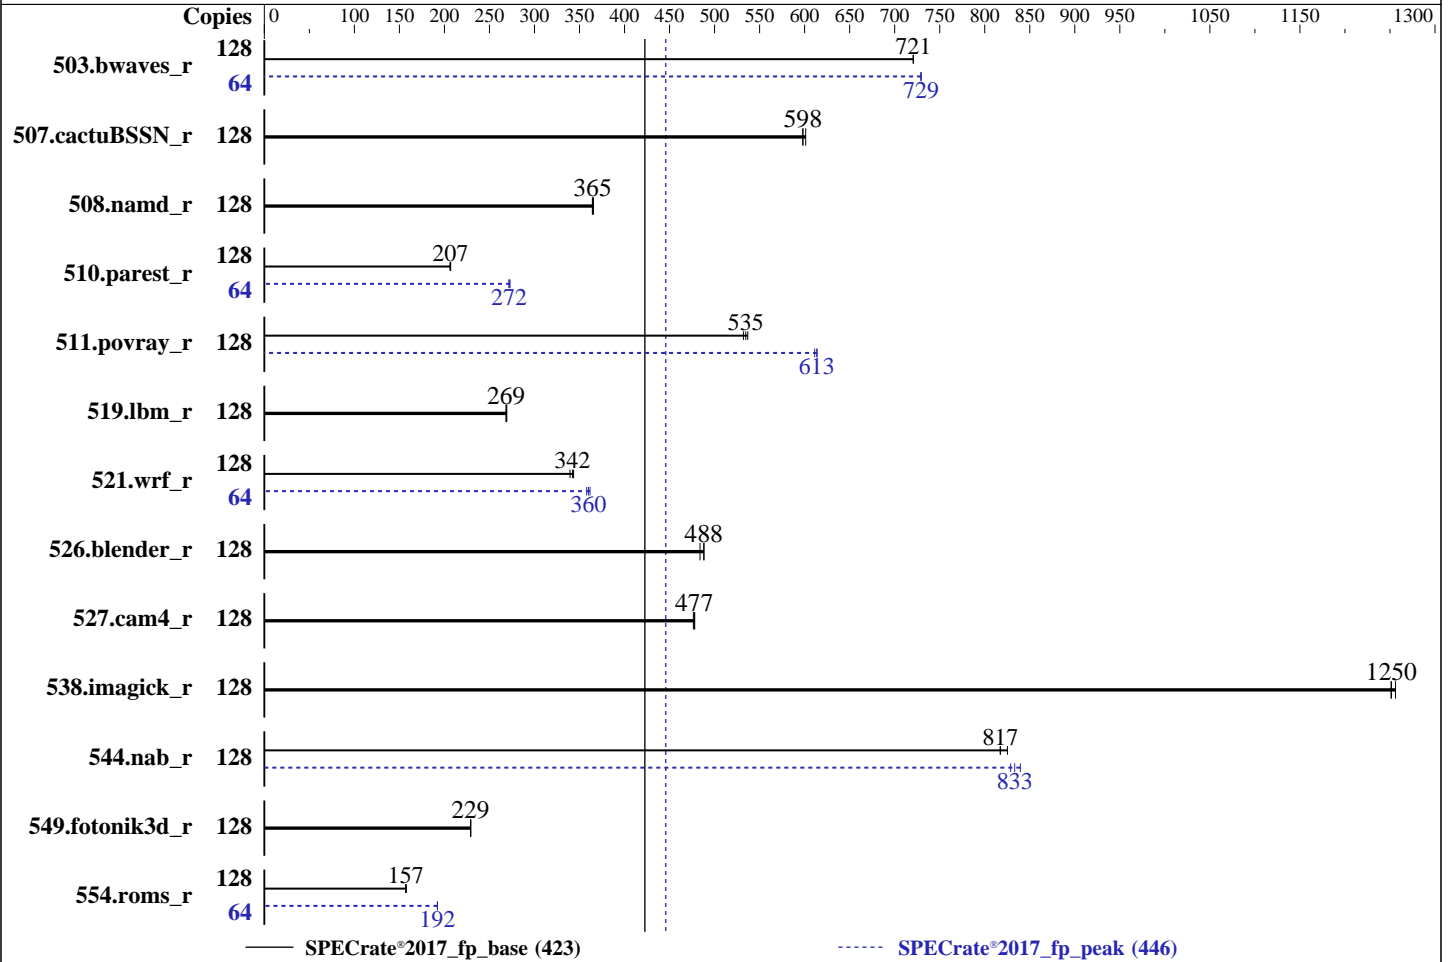 Copies 0 100 150 200 250 300 350 400 450 500 550 600 650 700 750 800 850 900 950 1050 1150 1300
503.bwaves_r 128 721
64 729
507.cactuBSSN_r 128 598
508.namd_r 128 365
510.parest_r 128 207
64 272
511.povray_r 128 535
613
519.lbm_r 128 269
521.wrf_r 128 342
64 360
526.blender_r 128 488
527.cam4_r 128 477
538.imagick_r 128 1250
544.nab_r 128 817
833
549.fotonik3d_r 128 229
554.roms_r 128 157
64 192
SPECrate®2017_fp_base (423) SPECrate®2017_fp_peak (446)